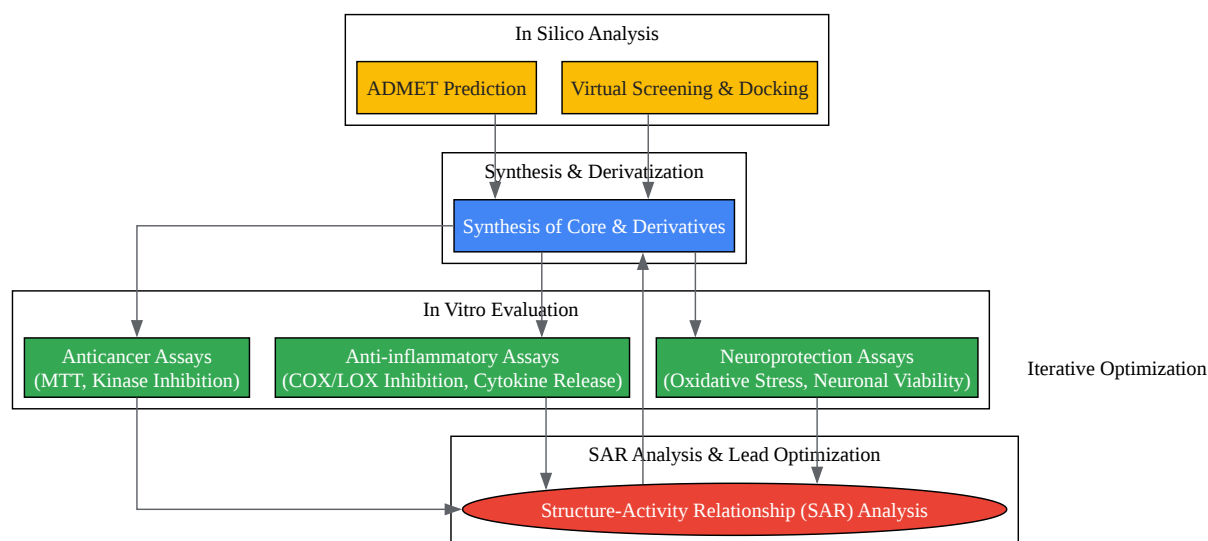 In Silico Analysis
ADMET Prediction
Virtual Screening & Docking
Synthesis & Derivatization
Synthesis of Core & Derivatives
In Vitro Evaluation
Anticancer Assays
(MTT, Kinase Inhibition)
Anti-inflammatory Assays
(COX/LOX Inhibition, Cytokine Release)
Neuroprotection Assays
(Oxidative Stress, Neuronal Viability)
Iterative Optimization
SAR Analysis & Lead Optimization
Structure-Activity Relationship (SAR) Analysis